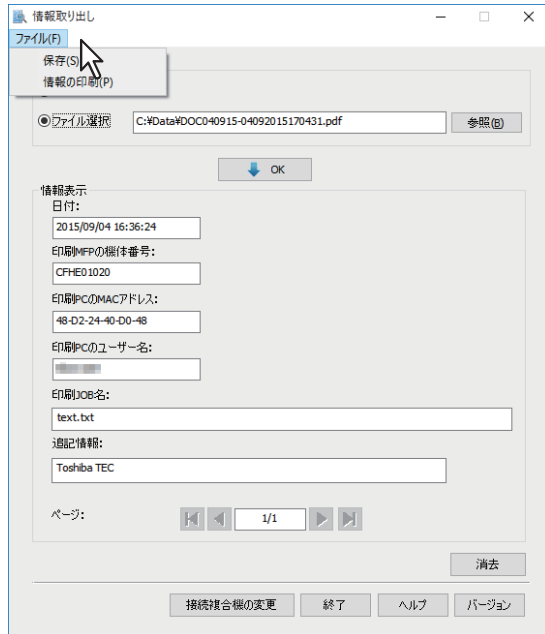 情報取り出し
ファイル(F)
保存(S)
情報の印刷(P)
ファイル選択
C:¥Data¥DOC040915-04092015170431.pdf
参照(B)
OK
情報表示
日付:
2015/09/04 16:36:24
印刷MFPの機体番号:
CFHE01020
印刷PCのMACアドレス:
48-D2-24-40-D0-48
印刷PCのユーザー名:
印刷JOB名:
text.txt
追記情報:
Toshiba TEC
ページ:
1/1
消去
接続複合機の変更
終了
ヘルプ
バージョン